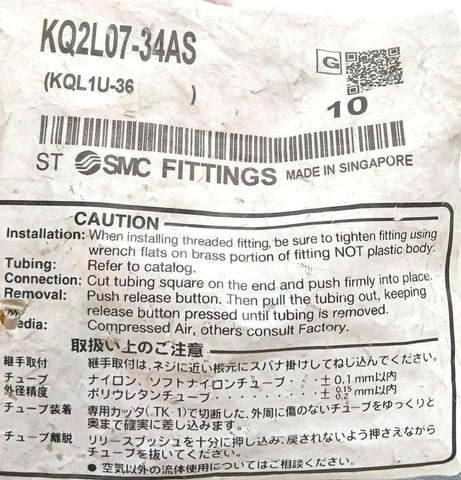 KQ2L07-34AS
(KQL1U-36 )
G
10
ST SMC FITTINGS MADE IN SINGAPORE
CAUTION
Installation: When installing threaded fitting, be sure to tighten fitting using
wrench flats on brass portion of fitting NOT plastic body.
Tubing: Refer to catalog.
Connection: Cut tubing square on the end and push firmly into place.
Removal: Push release button. Then pull the tubing out, keeping
release button pressed until tubing is removed.
edia: Compressed Air, others consult Factory.
取扱い上のご注意
継手取付 継手取付は、ネジに近い根元にスパナ掛けしてねじ込んでください。
チューブ ナイロン、ソフトナイロンチューブ・・・± 0.1 mm以内
外径精度 ポリウレタンチューブ・・・・・・・・± 0.15 0.2 mm以内
チューブ装着 専用カッタ(.TK-1)で切断した、外周に傷のないチューブをゆっくりと
奥まで確実に差し込みます。
チューブ離脱 リリースブッシュを十分に押し込み、戻されないよう押さえながら
チューブを抜いてください。
● 空気以外の流体使用についてはご相談ください。